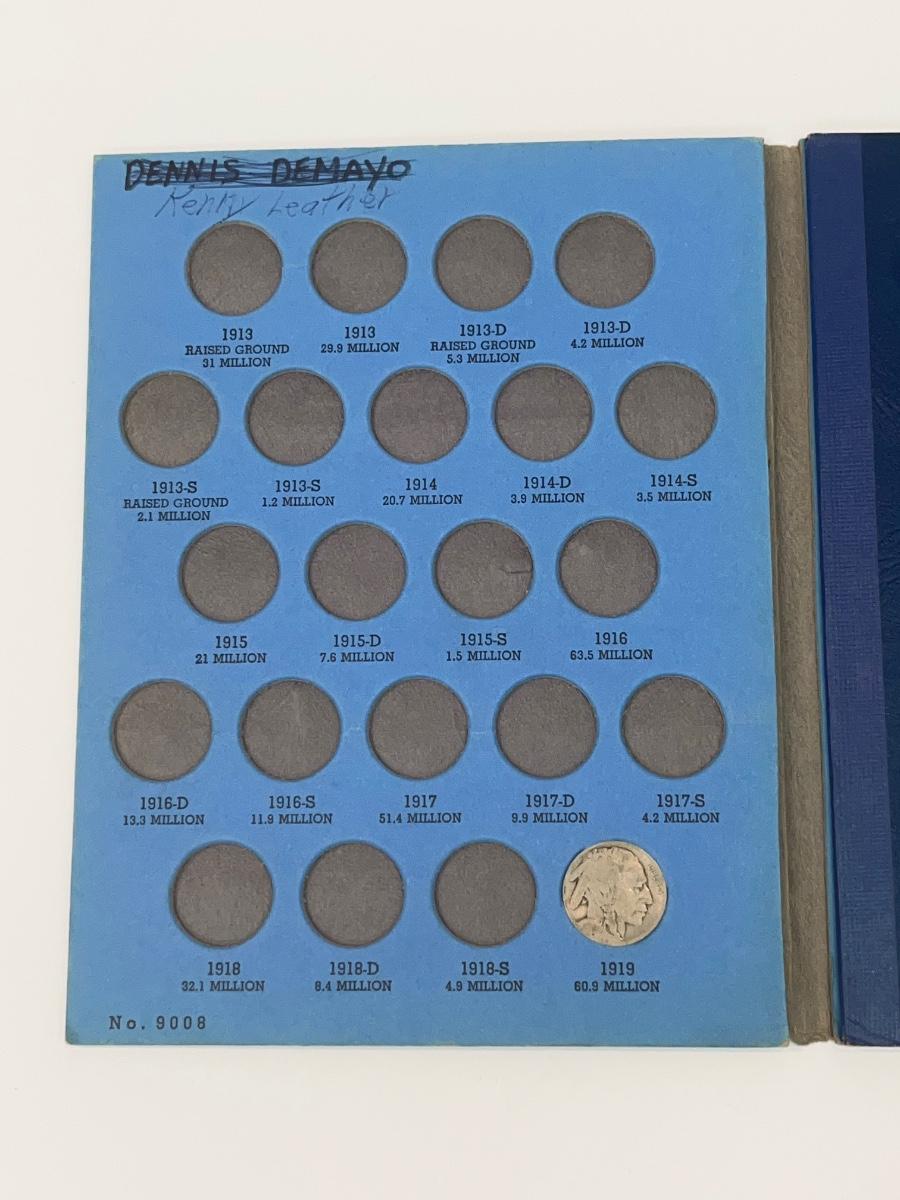 DENNIS DEMAYO
Kenny Leather
1913 1913 1913-D 1913-D
RAISED GROUND 29.9 MILLION RAISED GROUND 4.2 MILLION
31 MILLION 5.3 MILLION
1913-S 1913-S 1914 1914-D 1914-S
RAISED GROUND 1.2 MILLION 20.7 MILLION 3.9 MILLION 3.5 MILLION
2.1 MILLION
1915 1915-D 1915-S 1916
21 MILLION 7.6 MILLION 1.5 MILLION 63.5 MILLION
1916-D 1916-S 1917 1917-D 1917-S
13.3 MILLION 11.9 MILLION 51.4 MILLION 9.9 MILLION 4.2 MILLION
1918 1918-D 1918-S 1919
32.1 MILLION 8.4 MILLION 4.9 MILLION 60.9 MILLION
No. 9008